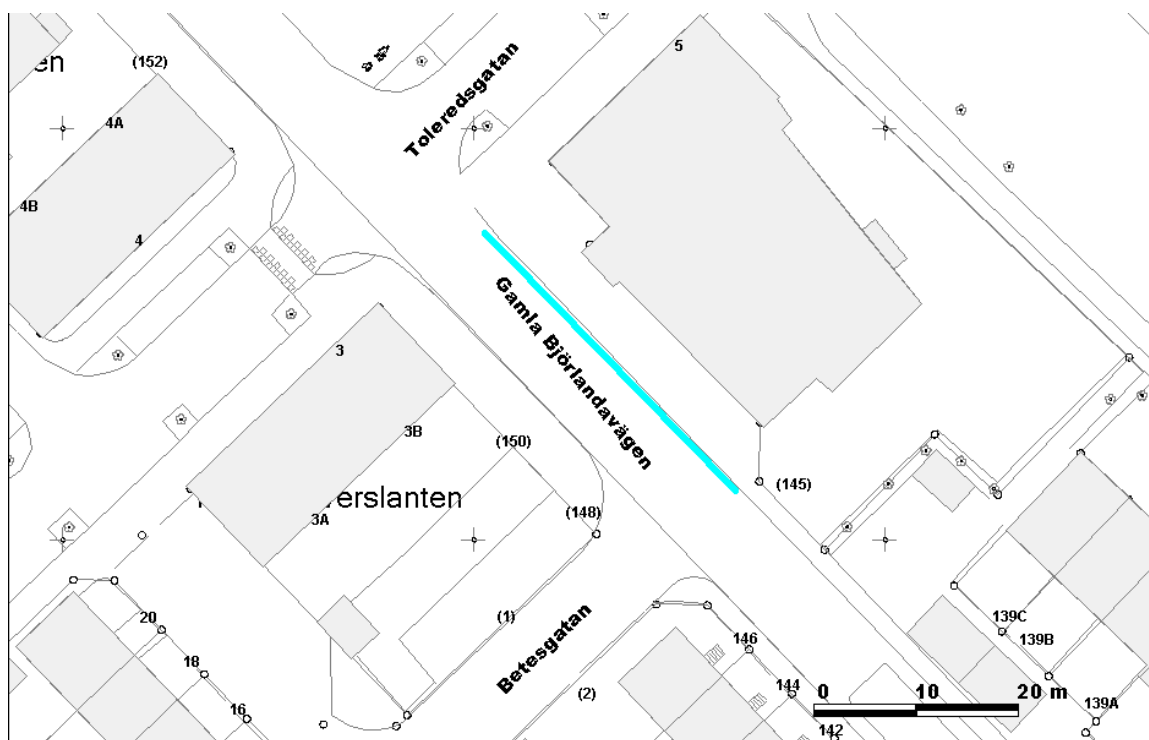 5
(152)
en
4A
Toleredsgatan
4B
4
Gamla Björlandavägen
3
3B
(150)
(145)
erslanten
(148)
3A
(1)
139C
20
139B
146
Betesgatan
18
(2)
144
0 10 20 m
139A
16
142